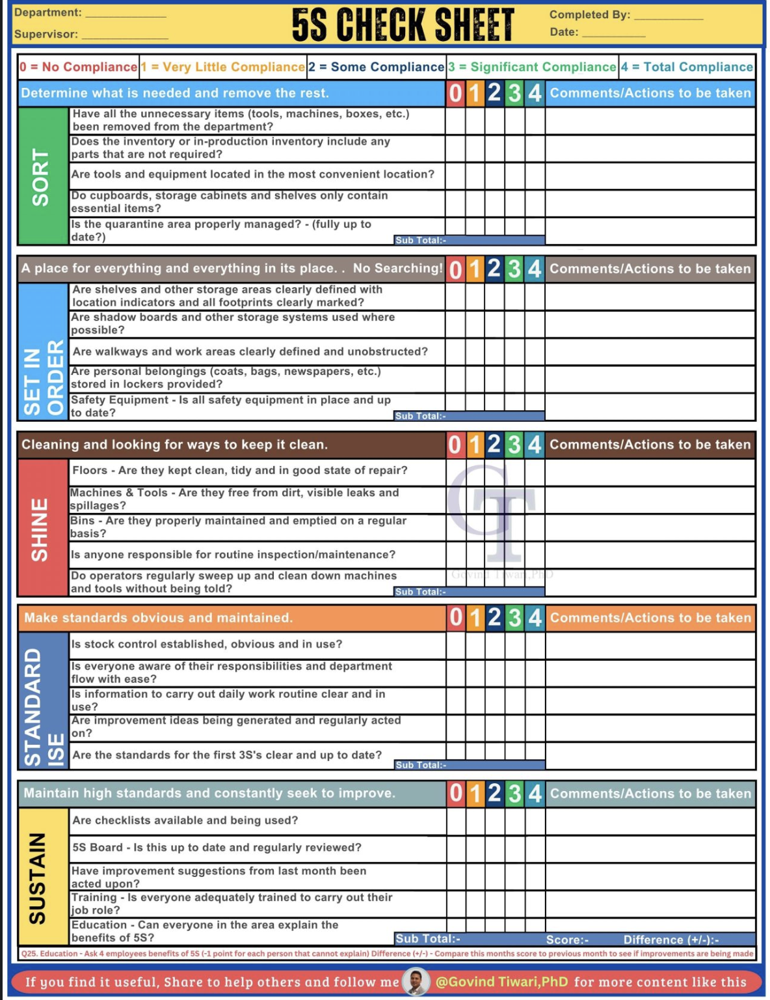 Department: ____________
Supervisor: _____________
5S CHECK SHEET
Completed By: ___________
Date: __________
0 = No Compliance 1 = Very Little Compliance 2 = Some Compliance 3 = Significant Compliance 4 = Total Compliance
Determine what is needed and remove the rest. 0 1 2 3 4 Comments/Actions to be taken
SORT
Have all the unnecessary items (tools, machines, boxes, etc.)
been removed from the department?
Does the inventory or in-production inventory include any
parts that are not required?
Are tools and equipment located in the most convenient location?
Do cupboards, storage cabinets and shelves only contain
essential items?
Is the quarantine area properly managed? - (fully up to
date?)
Sub Total:-
A place for everything and everything in its place. . No Searching! 0 1 2 3 4 Comments/Actions to be taken
SET IN
ORDER
Are shelves and other storage areas clearly defined with
location indicators and all footprints clearly marked?
Are shadow boards and other storage systems used where
possible?
Are walkways and work areas clearly defined and unobstructed?
Are personal belongings (coats, bags, newspapers, etc.)
stored in lockers provided?
Safety Equipment - Is all safety equipment in place and up
to date?
Sub Total:-
Cleaning and looking for ways to keep it clean. 0 1 2 3 4 Comments/Actions to be taken
SHINE
Floors - Are they kept clean, tidy and in good state of repair?
Machines & Tools - Are they free from dirt, visible leaks and
spillages?
Bins - Are they properly maintained and emptied on a regular
basis?
Is anyone responsible for routine inspection/maintenance?
Do operators regularly sweep up and clean down machines
and tools without being told?
Sub Total:-
GT
Govind Tiwari,PhD
Make standards obvious and maintained. 0 1 2 3 4 Comments/Actions to be taken
STANDARD
ISE
Is stock control established, obvious and in use?
Is everyone aware of their responsibilities and department
flow with ease?
Is information to carry out daily work routine clear and in
use?
Are improvement ideas being generated and regularly acted
on?
Are the standards for the first 3S's clear and up to date?
Sub Total:-
Maintain high standards and constantly seek to improve. 0 1 2 3 4 Comments/Actions to be taken
SUSTAIN
Are checklists available and being used?
5S Board - Is this up to date and regularly reviewed?
Have improvement suggestions from last month been
acted upon?
Training - Is everyone adequately trained to carry out their
job role?
Education - Can everyone in the area explain the
benefits of 5S?
Sub Total:- Score:- Difference (+/-):-
Q25. Education - Ask 4 employees benefits of 5S (-1 point for each person that cannot explain) Difference (+/-) - Compare this months score to previous month to see if improvements are being made
If you find it useful, Share to help others and follow me @Govind Tiwari,PhD for more content like this